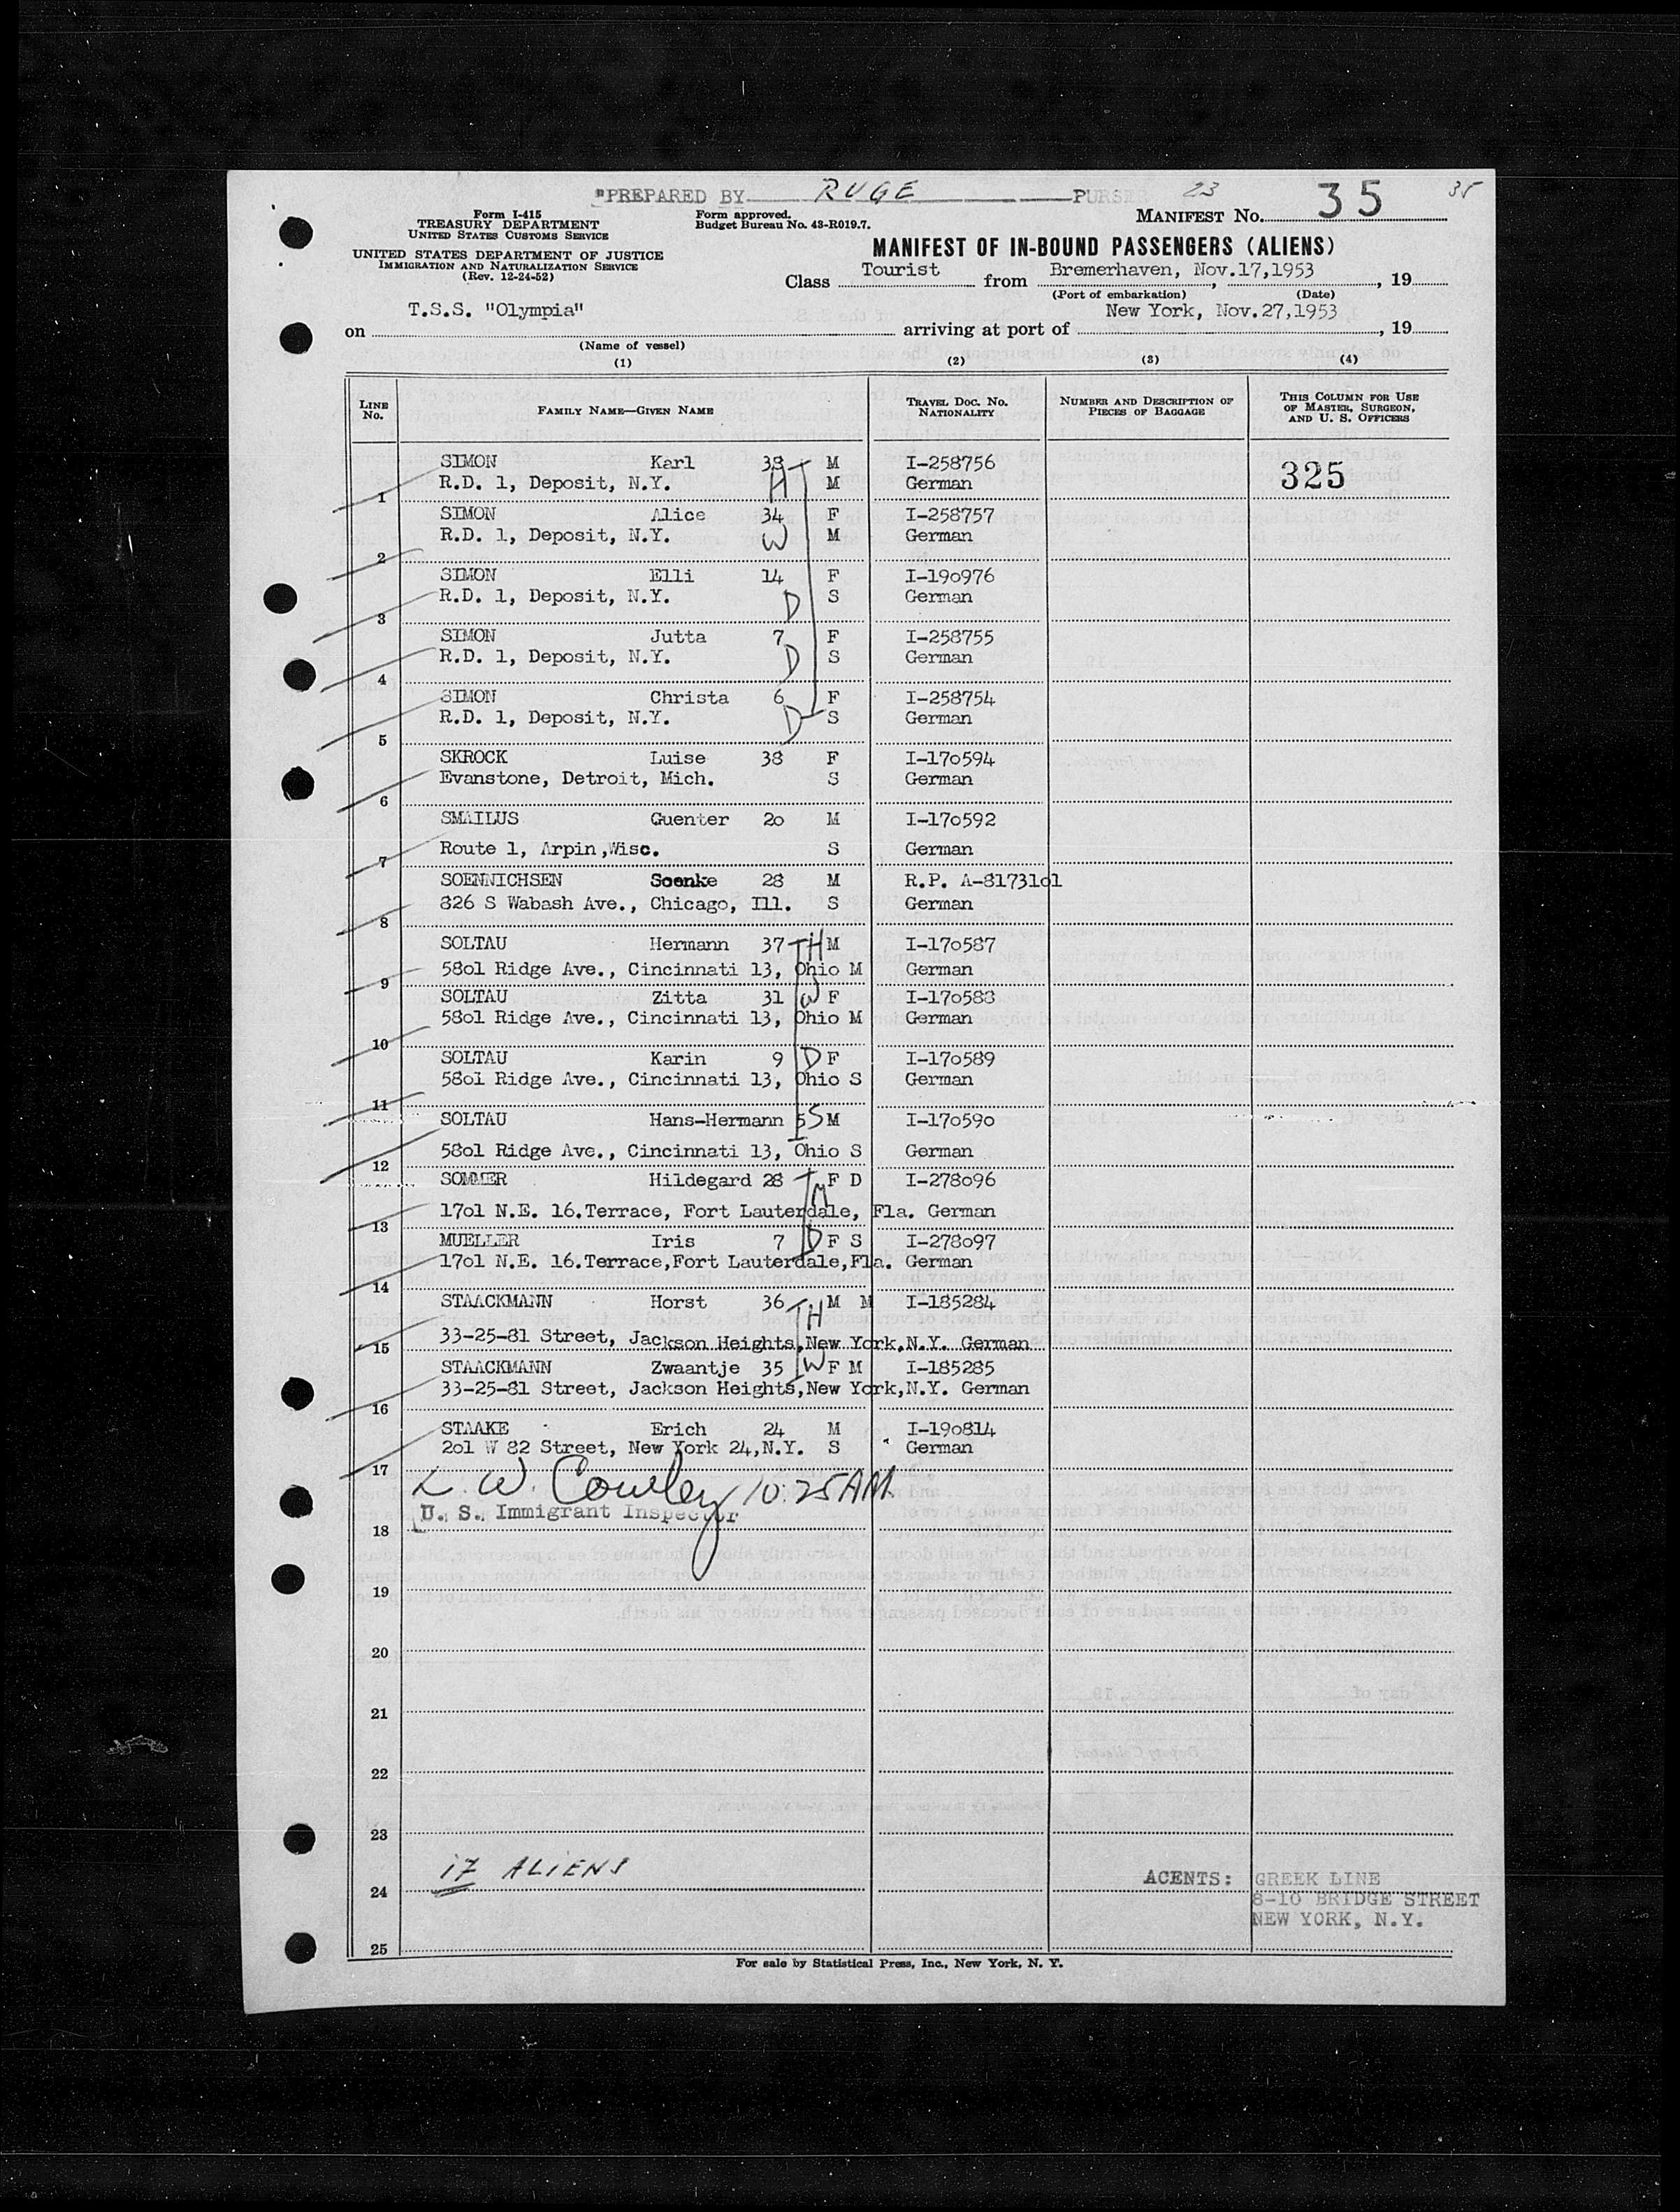 "PREPARED BY RUGE PURSER 23 35
Form I-415
TREASURY DEPARTMENT
UNITED STATES CUSTOMS SERVICE
Form approved.
Budget Bureau No. 43-R019.7.
MANIFEST No. 35
UNITED STATES DEPARTMENT OF JUSTICE
IMMIGRATION AND NATURALIZATION SERVICE
(Rev. 12-24-52)
MANIFEST OF IN-BOUND PASSENGERS (ALIENS)
Class Tourist from Bremerhaven, Nov.17,1953, 19
(Port of embarkation) (Date)
on T.S.S. "Olympia" arriving at port of New York, Nov.27,1953, 19
(Name of vessel)
(1) (2) (3) (4)
LINE No. FAMILY NAME—GIVEN NAME TRAVEL DOC. No. NATIONALITY NUMBER AND DESCRIPTION OF PIECES OF BAGGAGE THIS COLUMN FOR USE OF MASTER, SURGEON, AND U. S. OFFICERS
SIMON Karl 38 M I-258756 325
1 R.D. 1, Deposit, N.Y. H M German
SIMON Alice 34 F I-258757
2 R.D. 1, Deposit, N.Y. W M German
SIMON Elli 14 F I-190976
3 R.D. 1, Deposit, N.Y. D S German
SIMON Jutta 7 F I-258755
4 R.D. 1, Deposit, N.Y. D S German
SIMON Christa 6 F I-258754
5 R.D. 1, Deposit, N.Y. D S German
SKROCK Luise 38 F I-170594
6 Evanstone, Detroit, Mich. S German
SMAILUS Guenter 20 M I-170592
7 Route 1, Arpin,Wisc. S German
SOENNICHSEN Soenke 28 M R.P. A-8173101
8 826 S Wabash Ave., Chicago, Ill. S German
SOLTAU Hermann 37 H M I-170587
9 5801 Ridge Ave., Cincinnati 13, Ohio M German
SOLTAU Zitta 31 W F I-170588
10 5801 Ridge Ave., Cincinnati 13, Ohio M German
SOLTAU Karin 9 D F I-170589
11 5801 Ridge Ave., Cincinnati 13, Ohio S German
SOLTAU Hans-Hermann 5 S M I-170590
12 5801 Ridge Ave., Cincinnati 13, Ohio S German
SOMMER Hildegard 28 M F D I-278096
13 1701 N.E. 16.Terrace, Fort Lauterdale, Fla. German
MUELLER Iris 7 D F S I-278097
14 1701 N.E. 16.Terrace,Fort Lauterdale,Fla. German
STAACKMANN Horst 36 H M M I-185284
15 33-25-81 Street, Jackson Heights,New York,N.Y. German
STAACKMANN Zwaantje 35 W F M I-185285
16 33-25-81 Street, Jackson Heights,New York,N.Y. German
STAAKE Erich 24 M I-190814
17 201 W 82 Street, New York 24,N.Y. S German
L. W. Cowley 10:25 AM
18 U. S. Immigrant Inspector
19
20
21
22
23
24 17 ALIENS AGENTS: GREEK LINE
8-10 BRIDGE STREET
NEW YORK, N.Y.
25
For sale by Statistical Press, Inc., New York, N. Y.